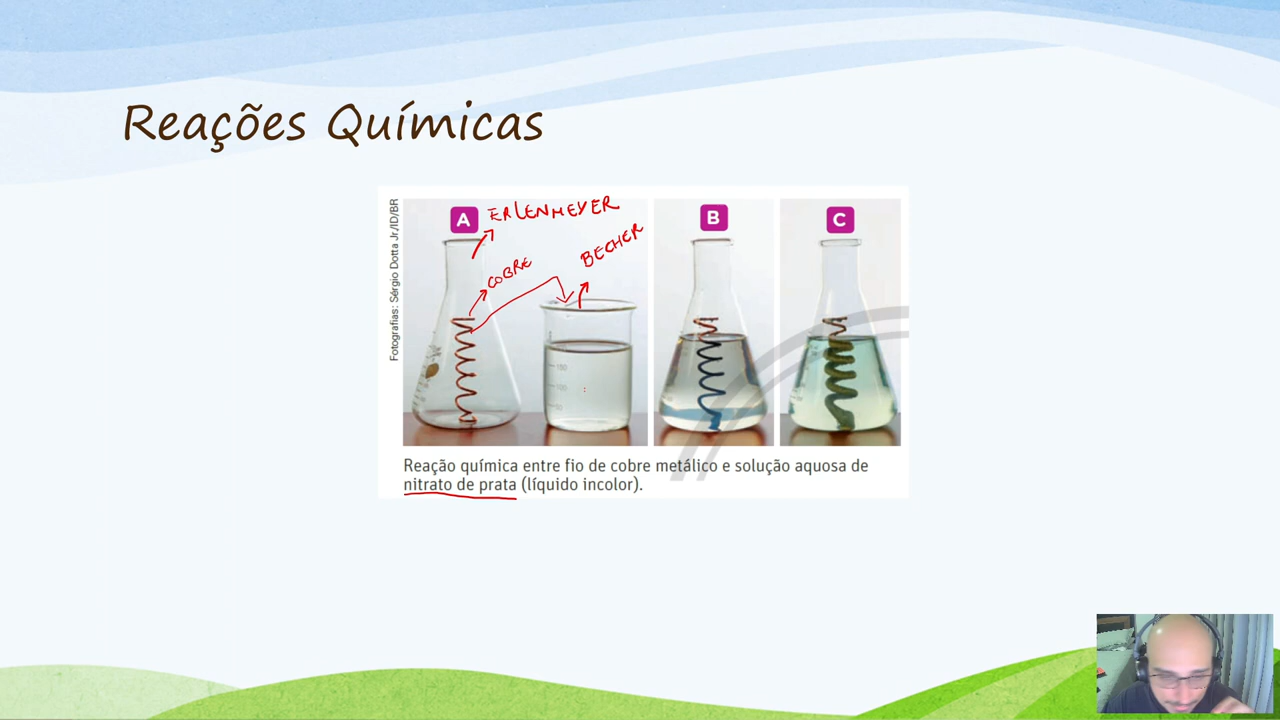 Reações Químicas
Fotografias: Sérgio Dotta Jr./ID/BR
A
ERLENMEYER
COBRE
BECHER
B
C
Reação química entre fio de cobre metálico e solução aquosa de
nitrato de prata (líquido incolor).